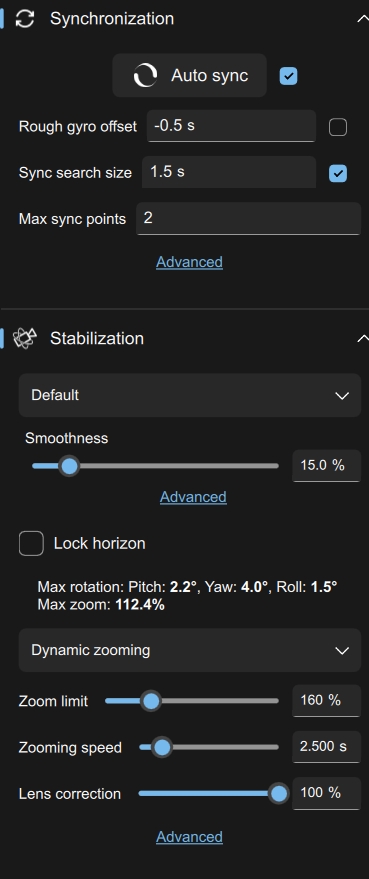 Synchronization
Auto sync
Rough gyro offset -0.5 s
Sync search size 1.5 s
Max sync points 2
Advanced
Stabilization
Default
Smoothness
15.0 %
Advanced
Lock horizon
Max rotation: Pitch: 2.2°, Yaw: 4.0°, Roll: 1.5°
Max zoom: 112.4%
Dynamic zooming
Zoom limit 160 %
Zooming speed 2.500 s
Lens correction 100 %
Advanced